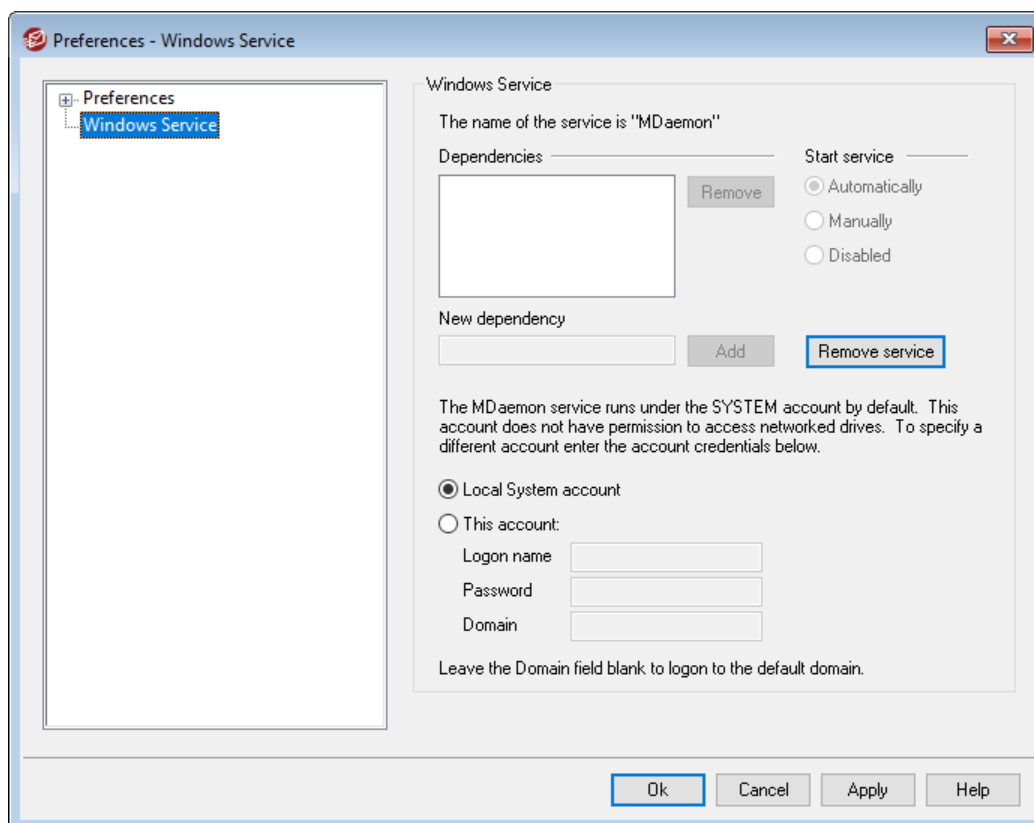 Preferences - Windows Service
Preferences
Windows Service
Windows Service
The name of the service is "MDaemon"
Dependencies
Start service
Remove
Automatically
Manually
Disabled
New dependency
Add
Remove service
The MDaemon service runs under the SYSTEM account by default. This
account does not have permission to access networked drives. To specify a
different account enter the account credentials below.
Local System account
This account:
Logon name
Password
Domain
Leave the Domain field blank to logon to the default domain.
Ok
Cancel
Apply
Help